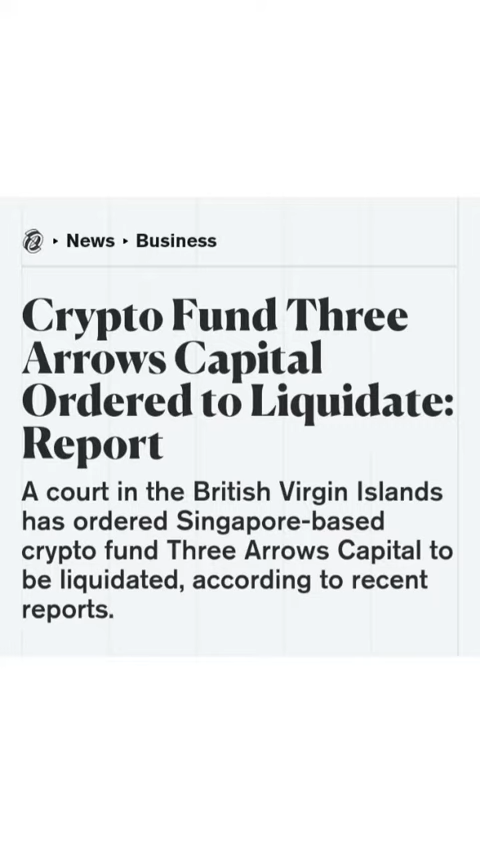 ▸ News ▸ Business
Crypto Fund Three
Arrows Capital
Ordered to Liquidate:
Report
A court in the British Virgin Islands
has ordered Singapore-based
crypto fund Three Arrows Capital to
be liquidated, according to recent
reports.